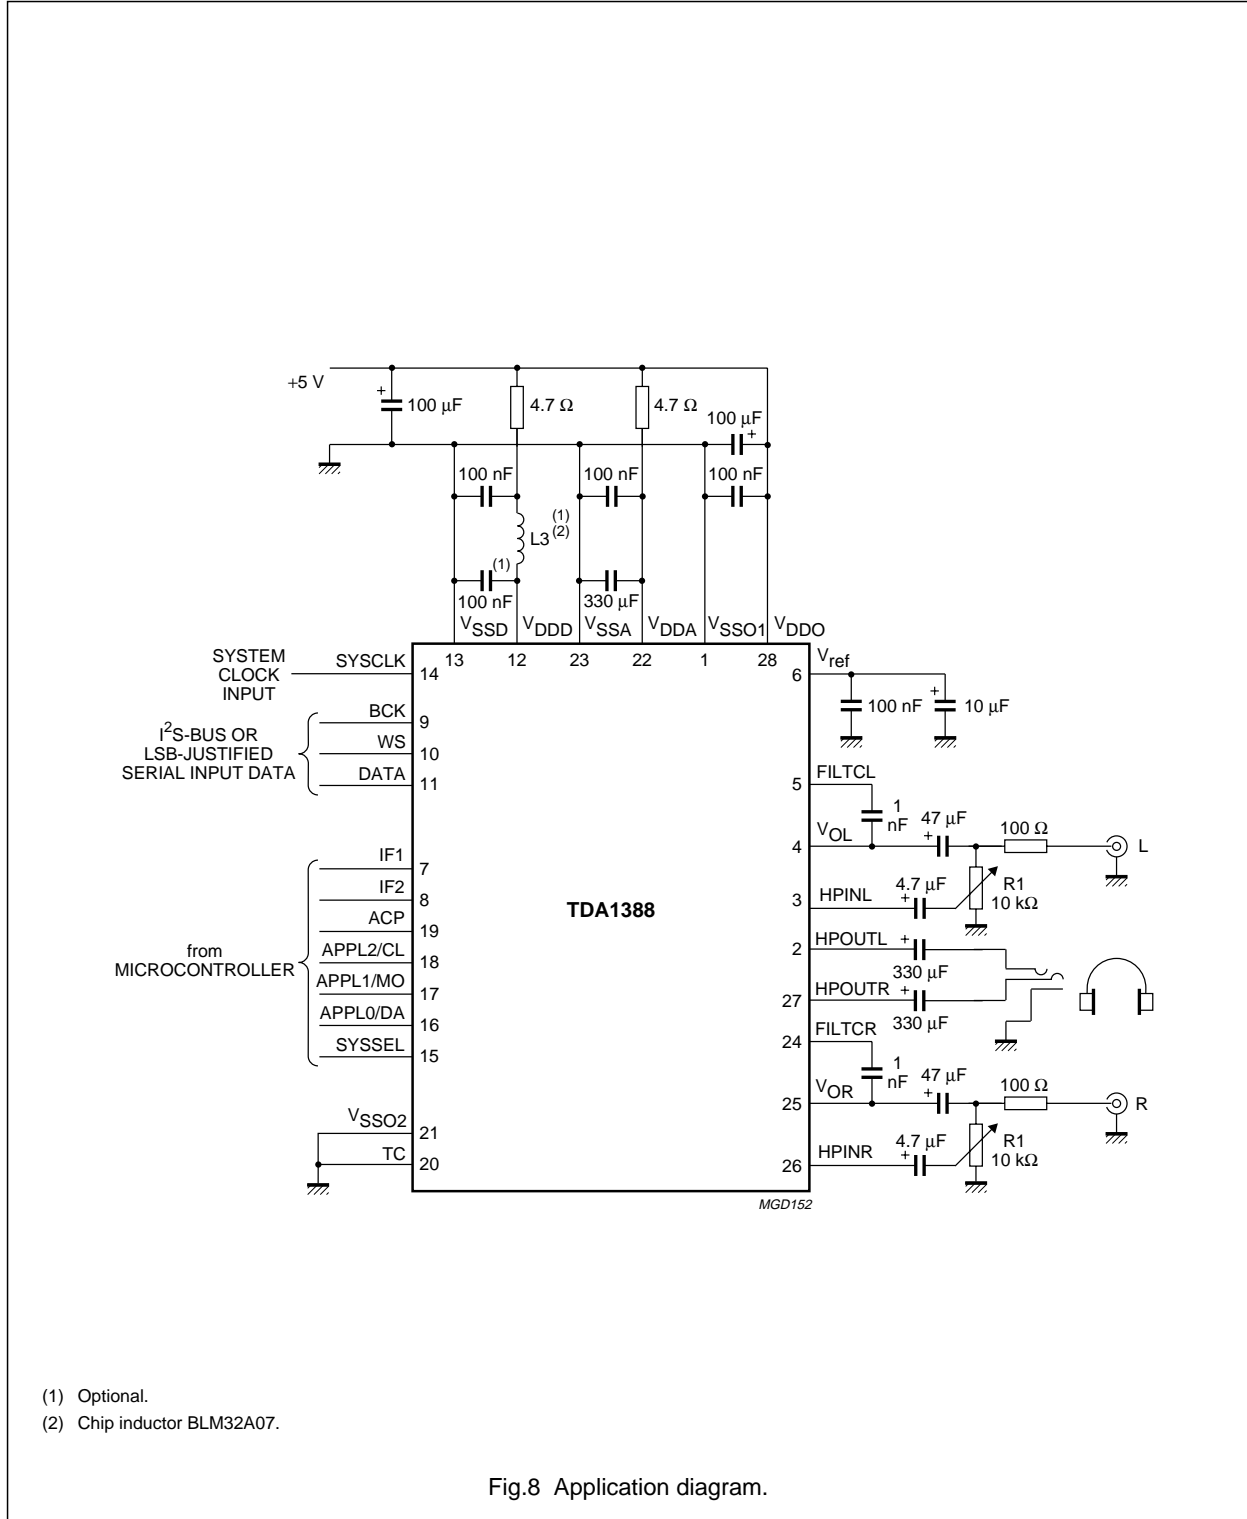 +5 V
+
100 μF
4.7 Ω
4.7 Ω
100 μF
+
100 nF
100 nF
100 nF
L3
(1)
(2)
(1)
100 nF
330 μF
VSSD
VDDD
VSSA
VDDA
VSSO1
VDDO
13
12
23
22
1
28
SYSTEM
CLOCK
INPUT
SYSCLK
14
I²S-BUS OR
LSB-JUSTIFIED
SERIAL INPUT DATA
BCK
9
WS
10
DATA
11
from
MICROCONTROLLER
IF1
7
IF2
8
ACP
19
APPL2/CL
18
APPL1/MO
17
APPL0/DA
16
SYSSEL
15
VSSO2
21
TC
20
TDA1388
6
Vref
100 nF
+
10 μF
5
FILTCL
1
nF
4
VOL
47 μF
+
100 Ω
L
3
HPINL
4.7 μF
+
R1
10 kΩ
2
HPOUTL
+
330 μF
27
HPOUTR
+
330 μF
24
FILTCR
1
nF
25
VOR
47 μF
+
100 Ω
R
26
HPINR
4.7 μF
+
R1
10 kΩ
MGD152
(1) Optional.
(2) Chip inductor BLM32A07.
Fig.8 Application diagram.